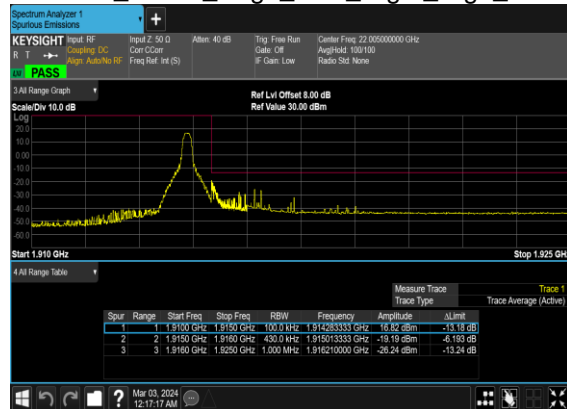 Spectrum Analyzer 1
Spurious Emissions
+
KEYSIGHT Input: RF Input Z: 50 Ω Atten: 40 dB Trig: Free Run Center Freq: 22.005000000 GHz
R T Coupling: DC Corr CCorr Gate: Off Avg|Hold: 100/100
Align: Auto/No RF Freq Ref: Int (S) IF Gain: Low Radio Std: None
PASS
3 All Range Graph
Ref Lvl Offset 8.00 dB
Scale/Div 10.0 dB Ref Value 30.00 dBm
Log
20.0
10.0
0.00
-10.0
-20.0
-30.0
-40.0
-50.0
-60.0
Start 1.910 GHz Stop 1.925 GH
4 All Range Table
Measure Trace Trace 1
Trace Type Trace Average (Active)
Spur Range Start Freq Stop Freq RBW Frequency Amplitude ΔLimit
1 1 1.9100 GHz 1.9150 GHz 100.0 kHz 1.914283333 GHz 16.82 dBm -13.18 dB
2 2 1.9150 GHz 1.9160 GHz 430.0 kHz 1.915013333 GHz -19.19 dBm -6.193 dB
3 3 1.9160 GHz 1.9250 GHz 1.000 MHz 1.916210000 GHz -26.24 dBm -13.24 dB
? Mar 03, 2024
12:17:17 AM